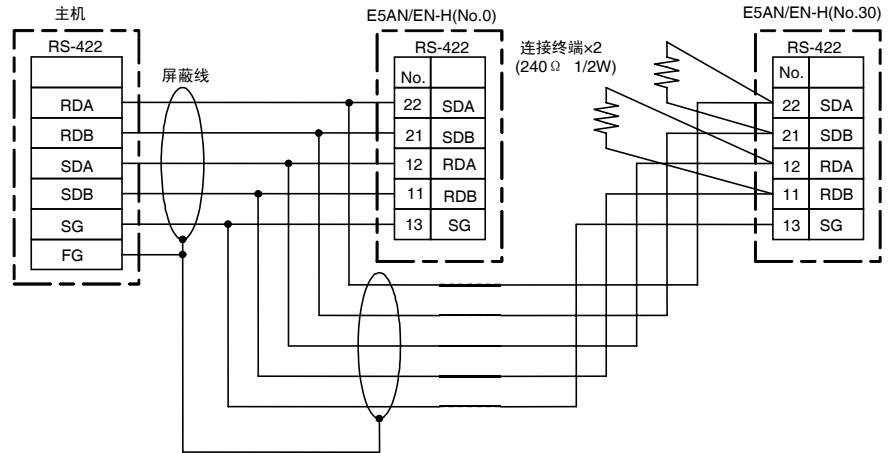 主机
RS-422
RDA
RDB
SDA
SDB
SG
FG
屏蔽线
E5AN/EN-H(No.0)
RS-422
No.
22 SDA
21 SDB
12 RDA
11 RDB
13 SG
连接终端×2
(240Ω 1/2W)
E5AN/EN-H(No.30)
RS-422
No.
22 SDA
21 SDB
12 RDA
11 RDB
13 SG